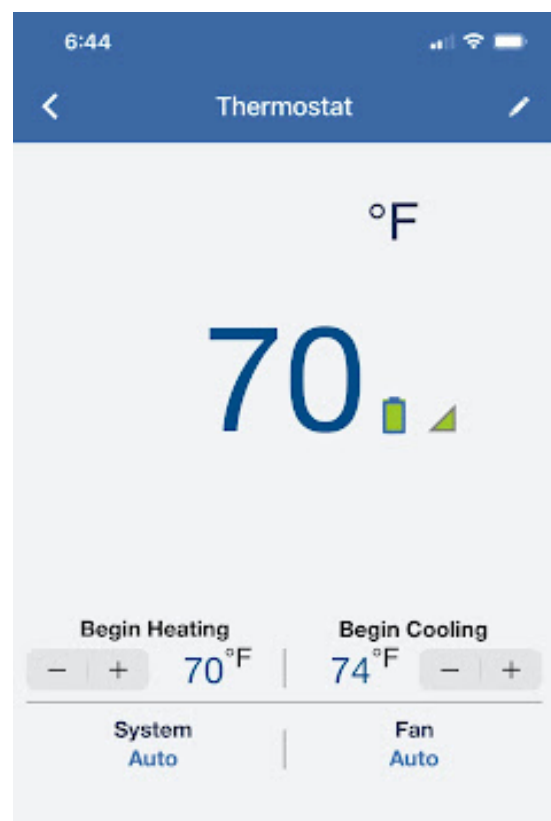 6:44
Thermostat
°F
70
Begin Heating
Begin Cooling
− + 70°F
74°F − +
System
Fan
Auto
Auto